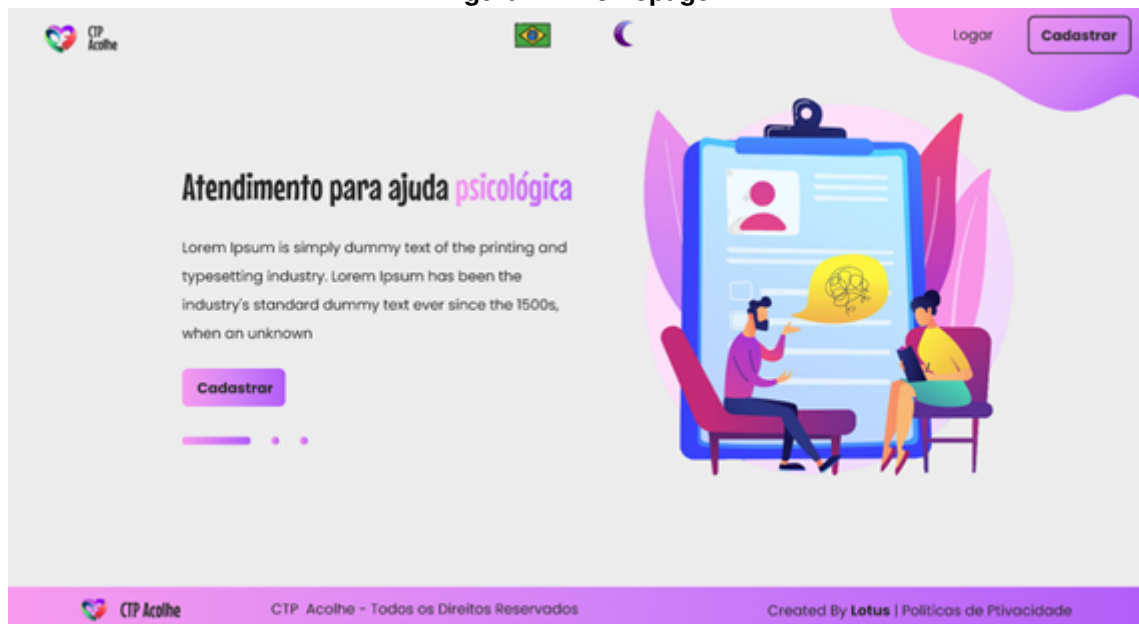 CTP
Acolhe
Logar
Cadastrar
Atendimento para ajuda psicológica
Lorem Ipsum is simply dummy text of the printing and
typesetting industry. Lorem Ipsum has been the
industry's standard dummy text ever since the 1500s,
when an unknown
Cadastrar
CTP Acolhe
CTP Acolhe - Todos os Direitos Reservados
Created By Lotus | Políticas de Ptivacidade